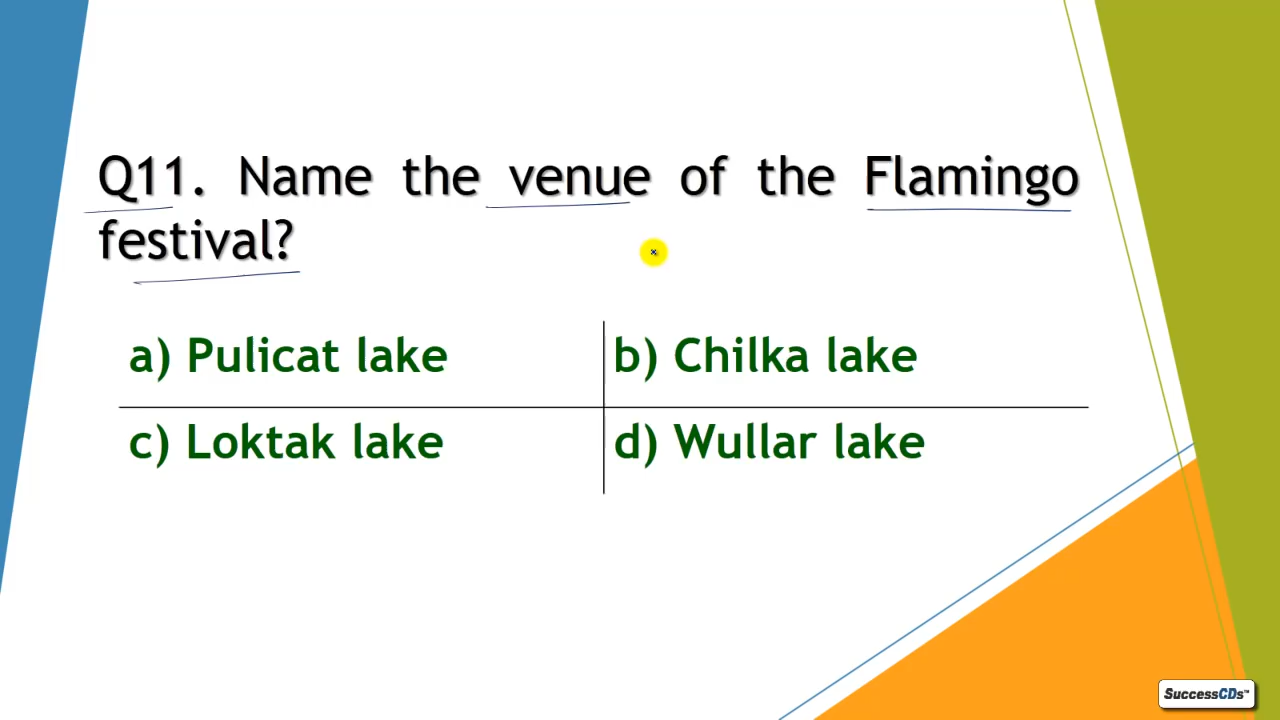 Q11. Name the venue of the Flamingo
festival?
a) Pulicat lake b) Chilka lake
c) Loktak lake d) Wullar lake
SuccessCDs™